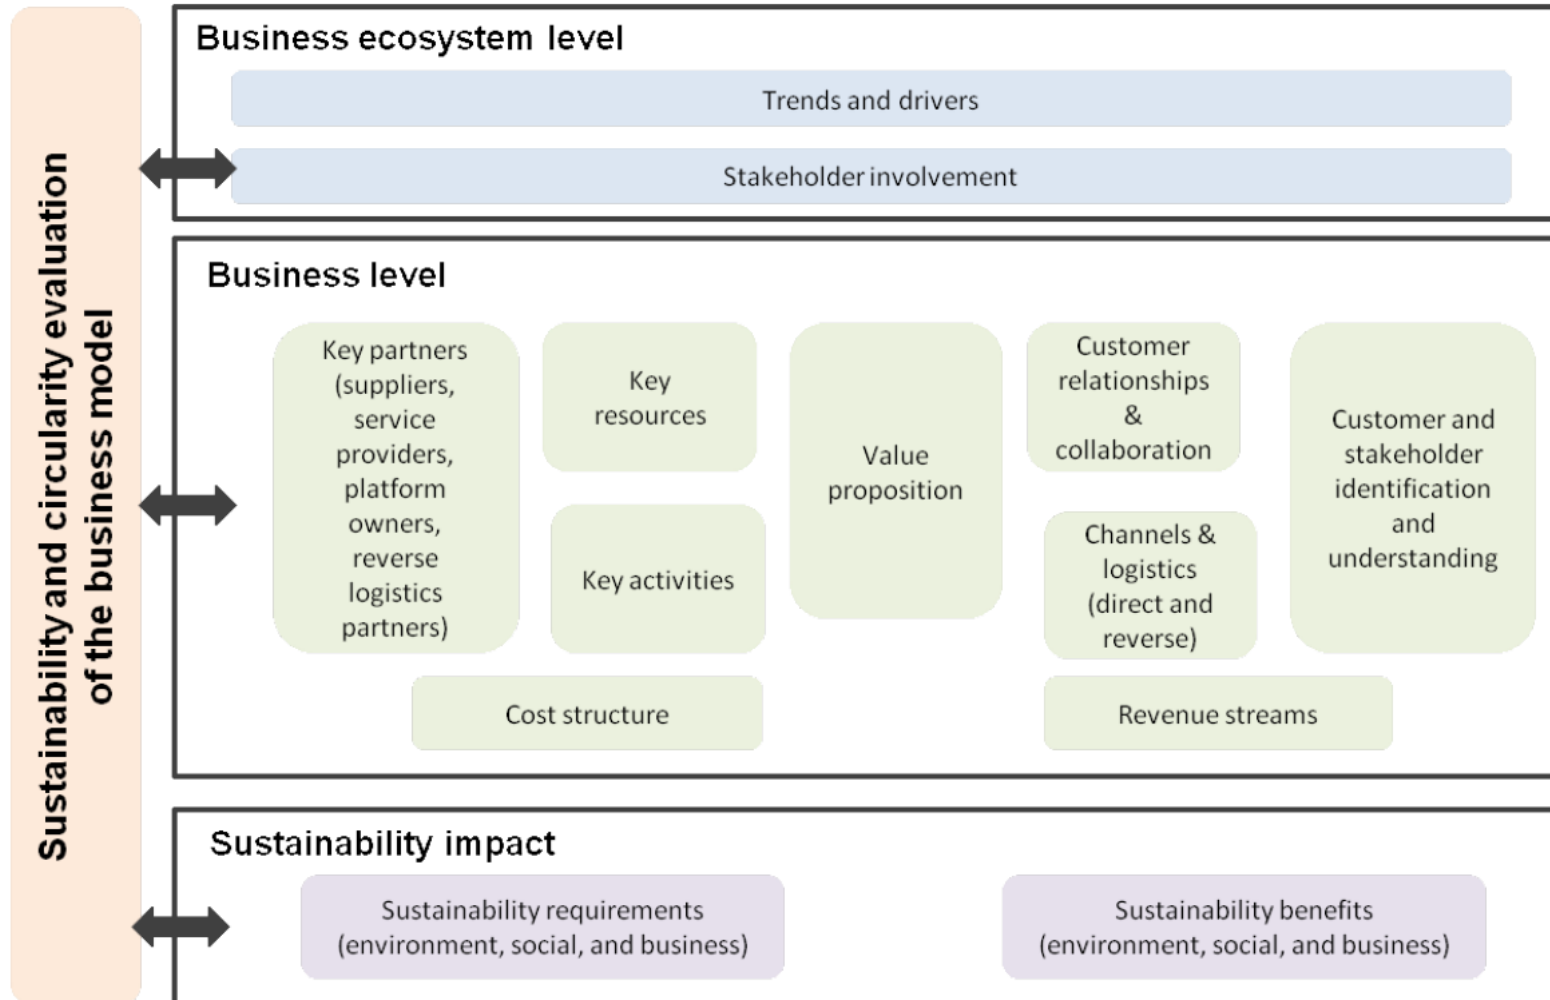 Sustainability and circularity evaluation
of the business model
Business ecosystem level
Trends and drivers
Stakeholder involvement
Business level
Key partners
(suppliers,
service
providers,
platform
owners,
reverse
logistics
partners)
Key
resources
Key activities
Value
proposition
Customer
relationships
&
collaboration
Channels &
logistics
(direct and
reverse)
Customer and
stakeholder
identification
and
understanding
Cost structure
Revenue streams
Sustainability impact
Sustainability requirements
(environment, social, and business)
Sustainability benefits
(environment, social, and business)